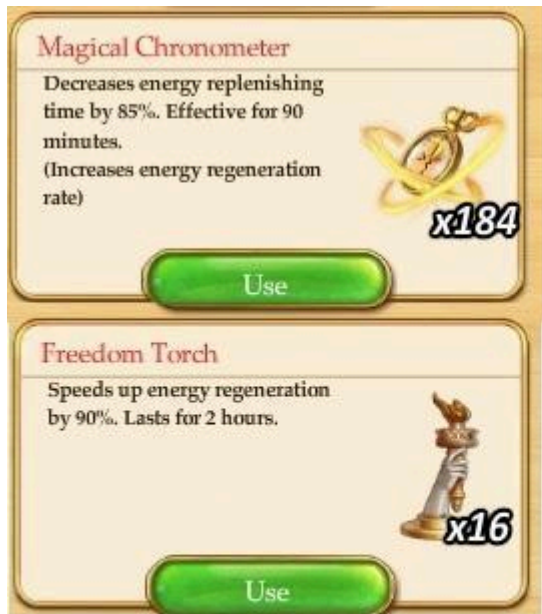 Magical Chronometer
Decreases energy replenishing
time by 85%. Effective for 90
minutes.
(Increases energy regeneration
rate)
x184
Use
Freedom Torch
Speeds up energy regeneration
by 90%. Lasts for 2 hours.
x16
Use